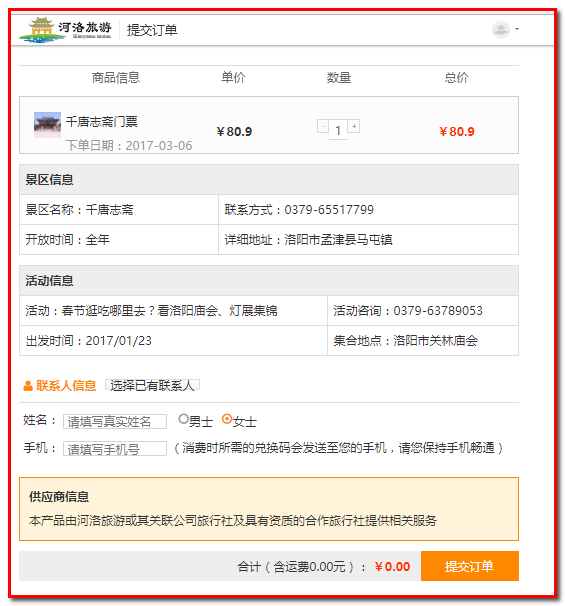 河洛旅游 提交订单
商品信息 单价 数量 总价
千唐志斋门票
下单日期：2017-03-06
￥80.9 1 + ￥80.9
景区信息
景区名称：千唐志斋 联系方式：0379-65517799
开放时间：全年 详细地址：洛阳市孟津县马屯镇
活动信息
活动：春节逛吃哪里去？看洛阳庙会、灯展集锦 活动咨询：0379-63789053
出发时间：2017/01/23 集合地点：洛阳市关林庙会
联系人信息 选择已有联系人
姓名： 请填写真实姓名 男士 女士
手机： 请填写手机号 （消费时所需的兑换码会发送至您的手机，请您保持手机畅通）
供应商信息
本产品由河洛旅游或其关联公司旅行社及具有资质的合作旅行社提供相关服务
合计（含运费0.00元）： ￥0.00 提交订单